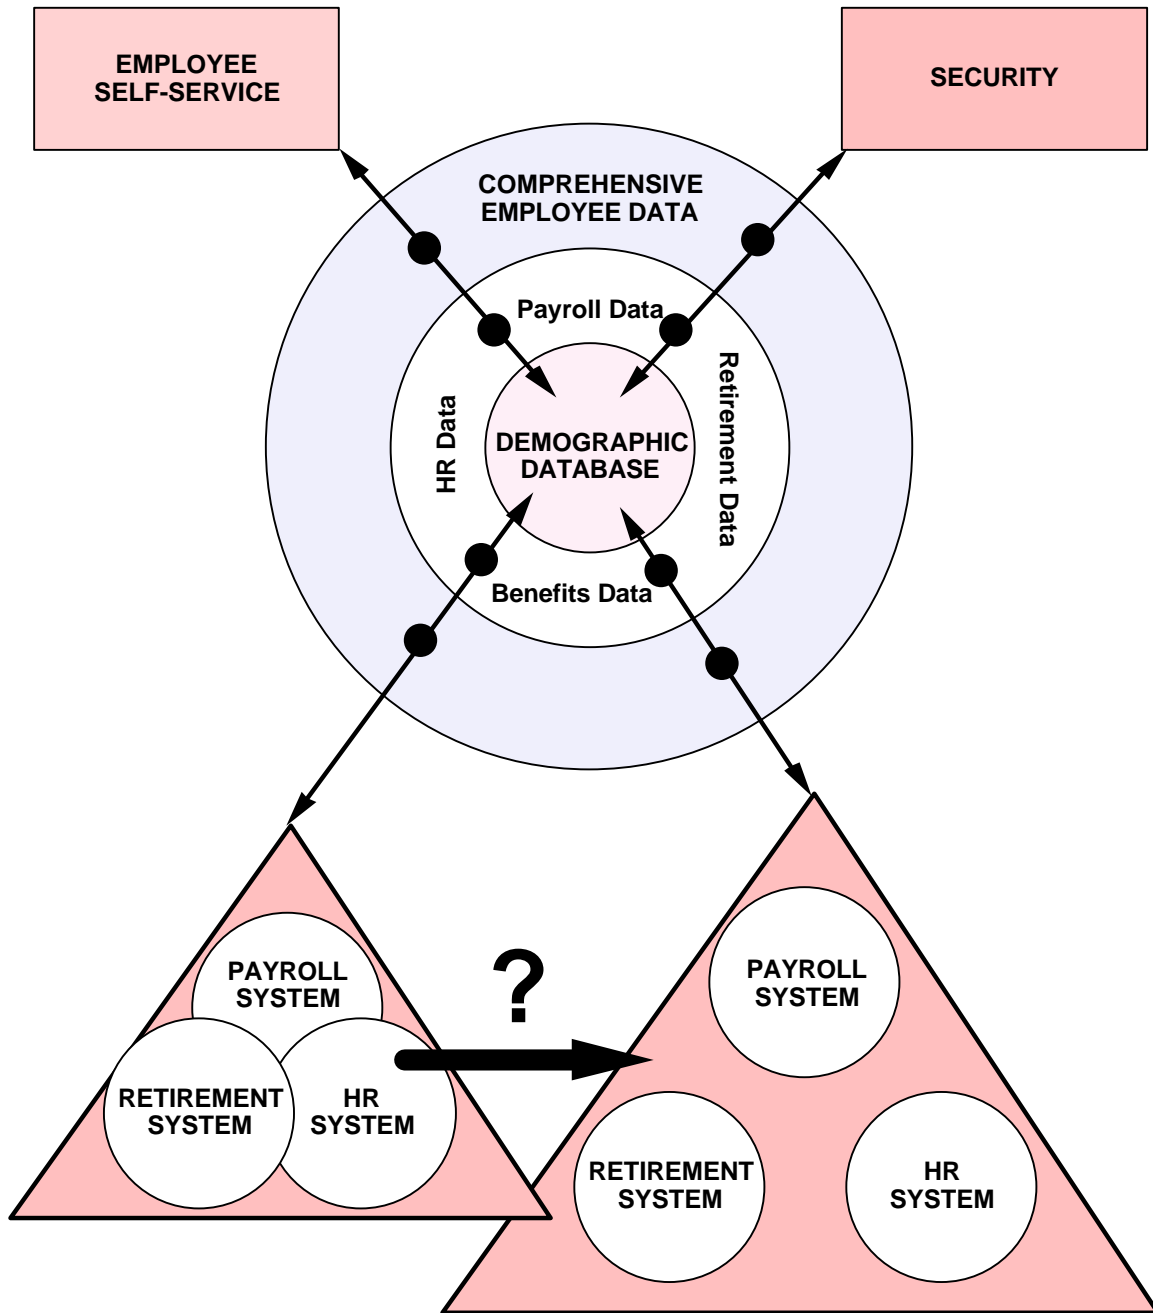 EMPLOYEE
SELF-SERVICE
SECURITY
COMPREHENSIVE
EMPLOYEE DATA
Payroll Data
HR Data
Retirement Data
DEMOGRAPHIC
DATABASE
Benefits Data
?
PAYROLL
SYSTEM
RETIREMENT
SYSTEM
HR
SYSTEM
PAYROLL
SYSTEM
RETIREMENT
SYSTEM
HR
SYSTEM